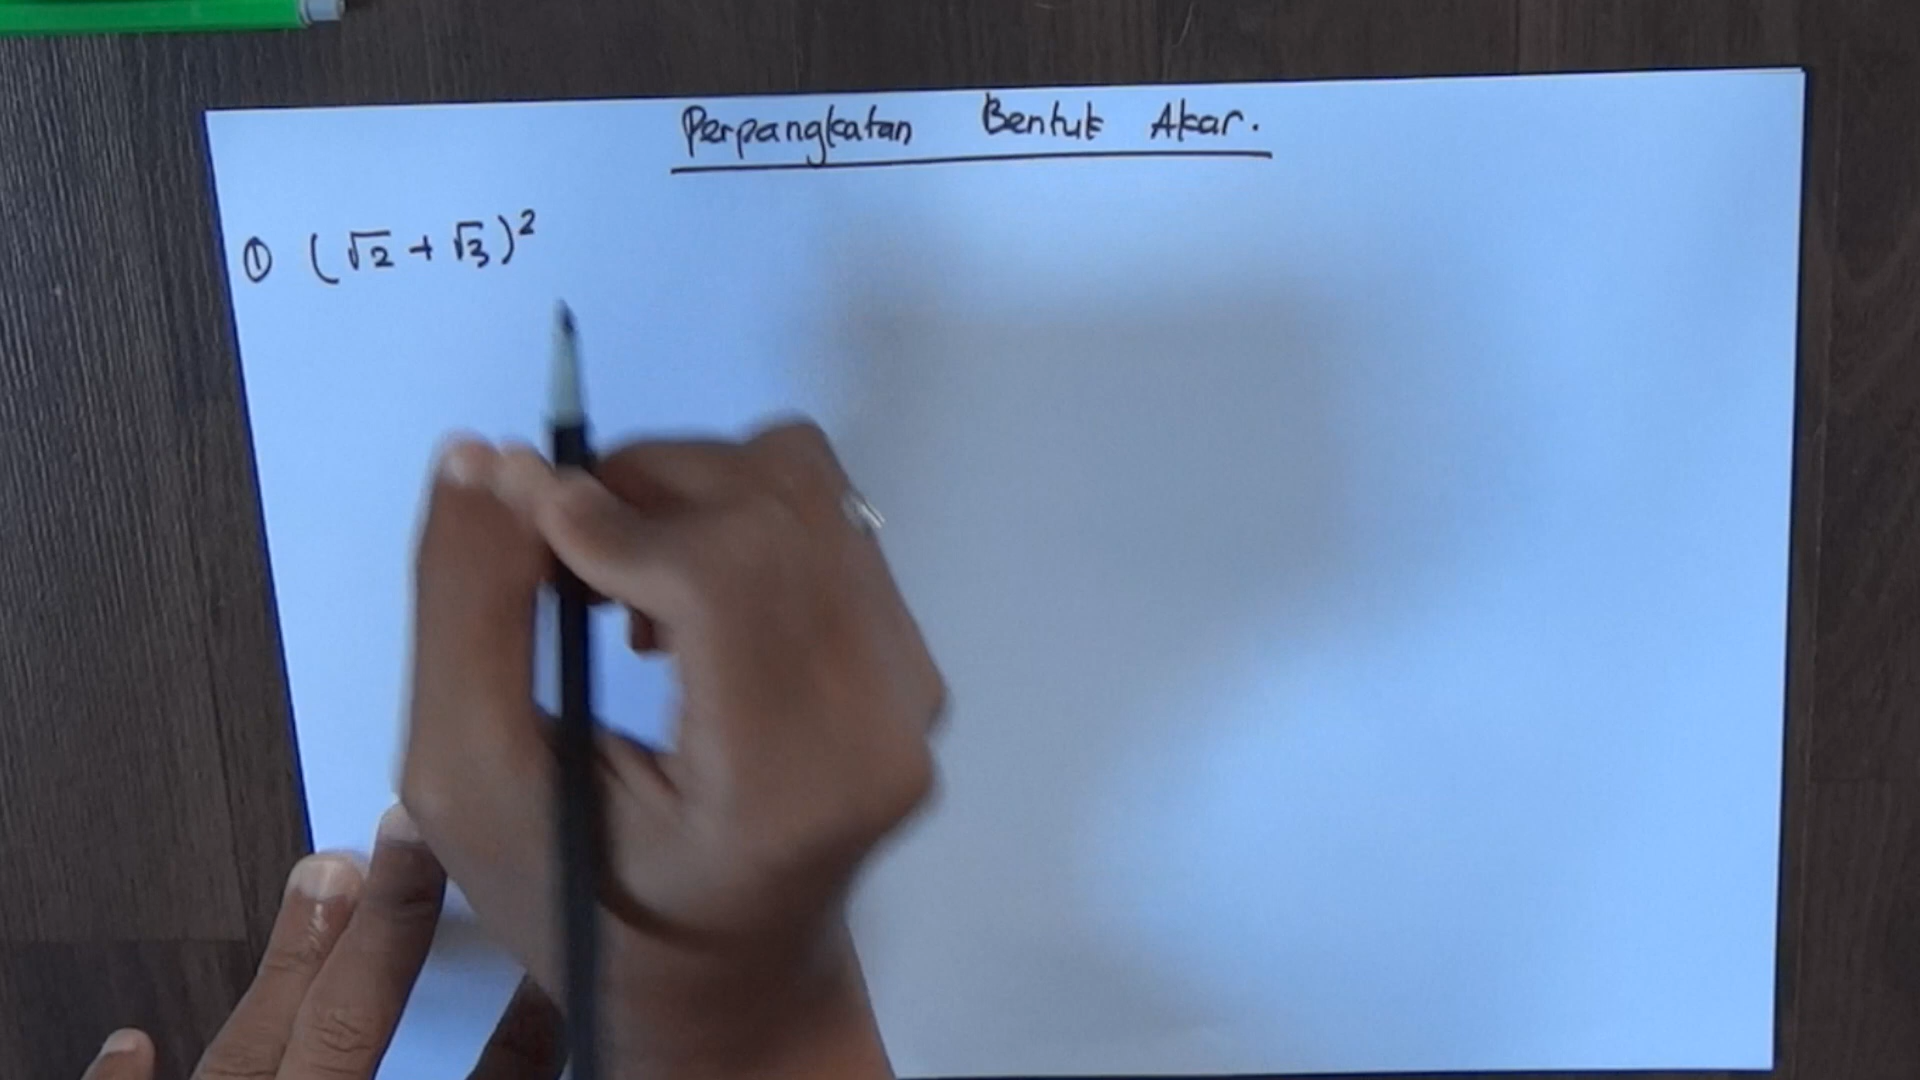 Perpangkatan Bentuk Akar.
① (√2 + √3)²